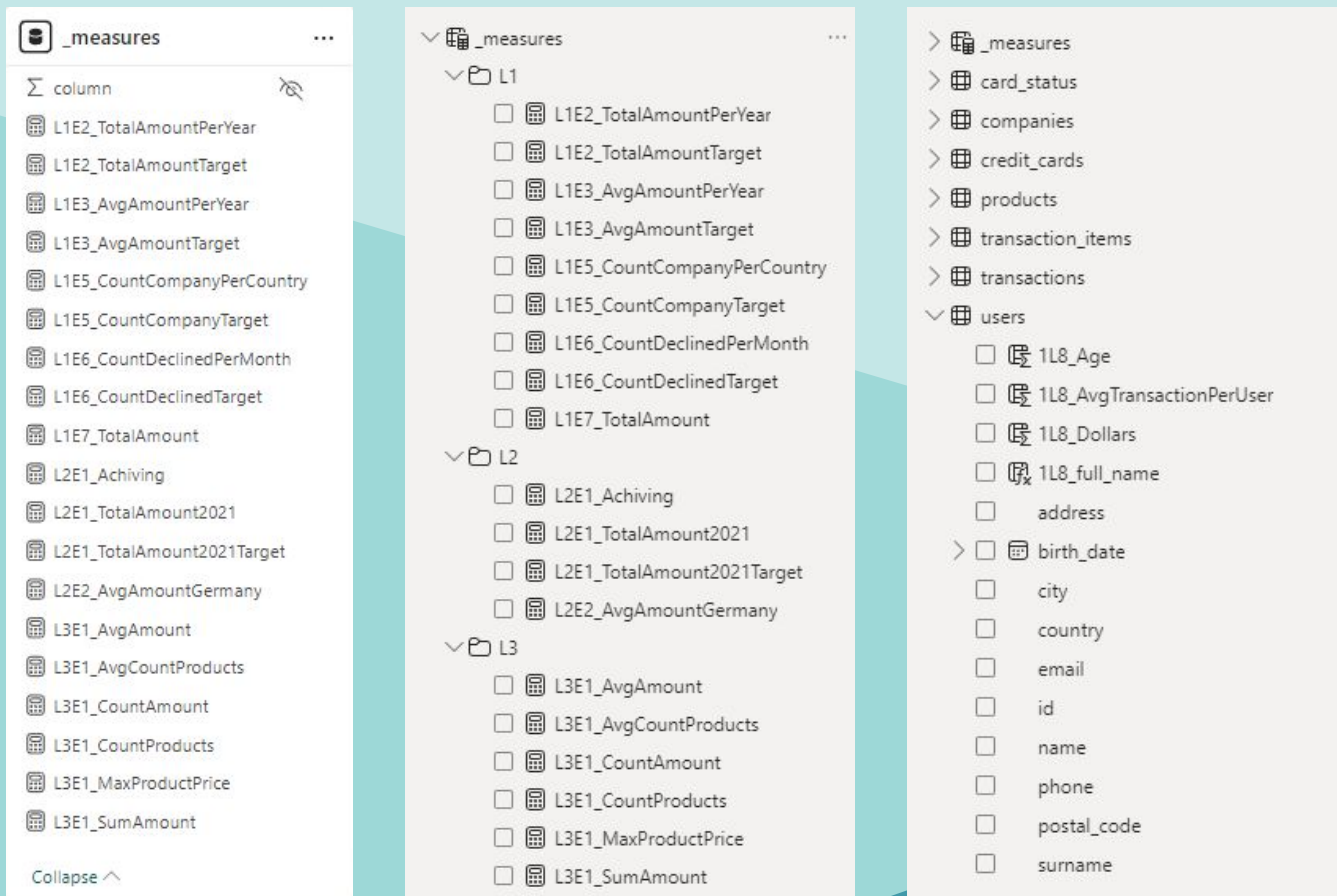 _measures
column
L1E2_TotalAmountPerYear
L1E2_TotalAmountTarget
L1E3_AvgAmountPerYear
L1E3_AvgAmountTarget
L1E5_CountCompanyPerCountry
L1E5_CountCompanyTarget
L1E6_CountDeclinedPerMonth
L1E6_CountDeclinedTarget
L1E7_TotalAmount
L2E1_Achiving
L2E1_TotalAmount2021
L2E1_TotalAmount2021Target
L2E2_AvgAmountGermany
L3E1_AvgAmount
L3E1_AvgCountProducts
L3E1_CountAmount
L3E1_CountProducts
L3E1_MaxProductPrice
L3E1_SumAmount
Collapse
_measures
L1
L1E2_TotalAmountPerYear
L1E2_TotalAmountTarget
L1E3_AvgAmountPerYear
L1E3_AvgAmountTarget
L1E5_CountCompanyPerCountry
L1E5_CountCompanyTarget
L1E6_CountDeclinedPerMonth
L1E6_CountDeclinedTarget
L1E7_TotalAmount
L2
L2E1_Achiving
L2E1_TotalAmount2021
L2E1_TotalAmount2021Target
L2E2_AvgAmountGermany
L3
L3E1_AvgAmount
L3E1_AvgCountProducts
L3E1_CountAmount
L3E1_CountProducts
L3E1_MaxProductPrice
L3E1_SumAmount
_measures
card_status
companies
credit_cards
products
transaction_items
transactions
users
1L8_Age
1L8_AvgTransactionPerUser
1L8_Dollars
1L8_full_name
address
birth_date
city
country
email
id
name
phone
postal_code
surname